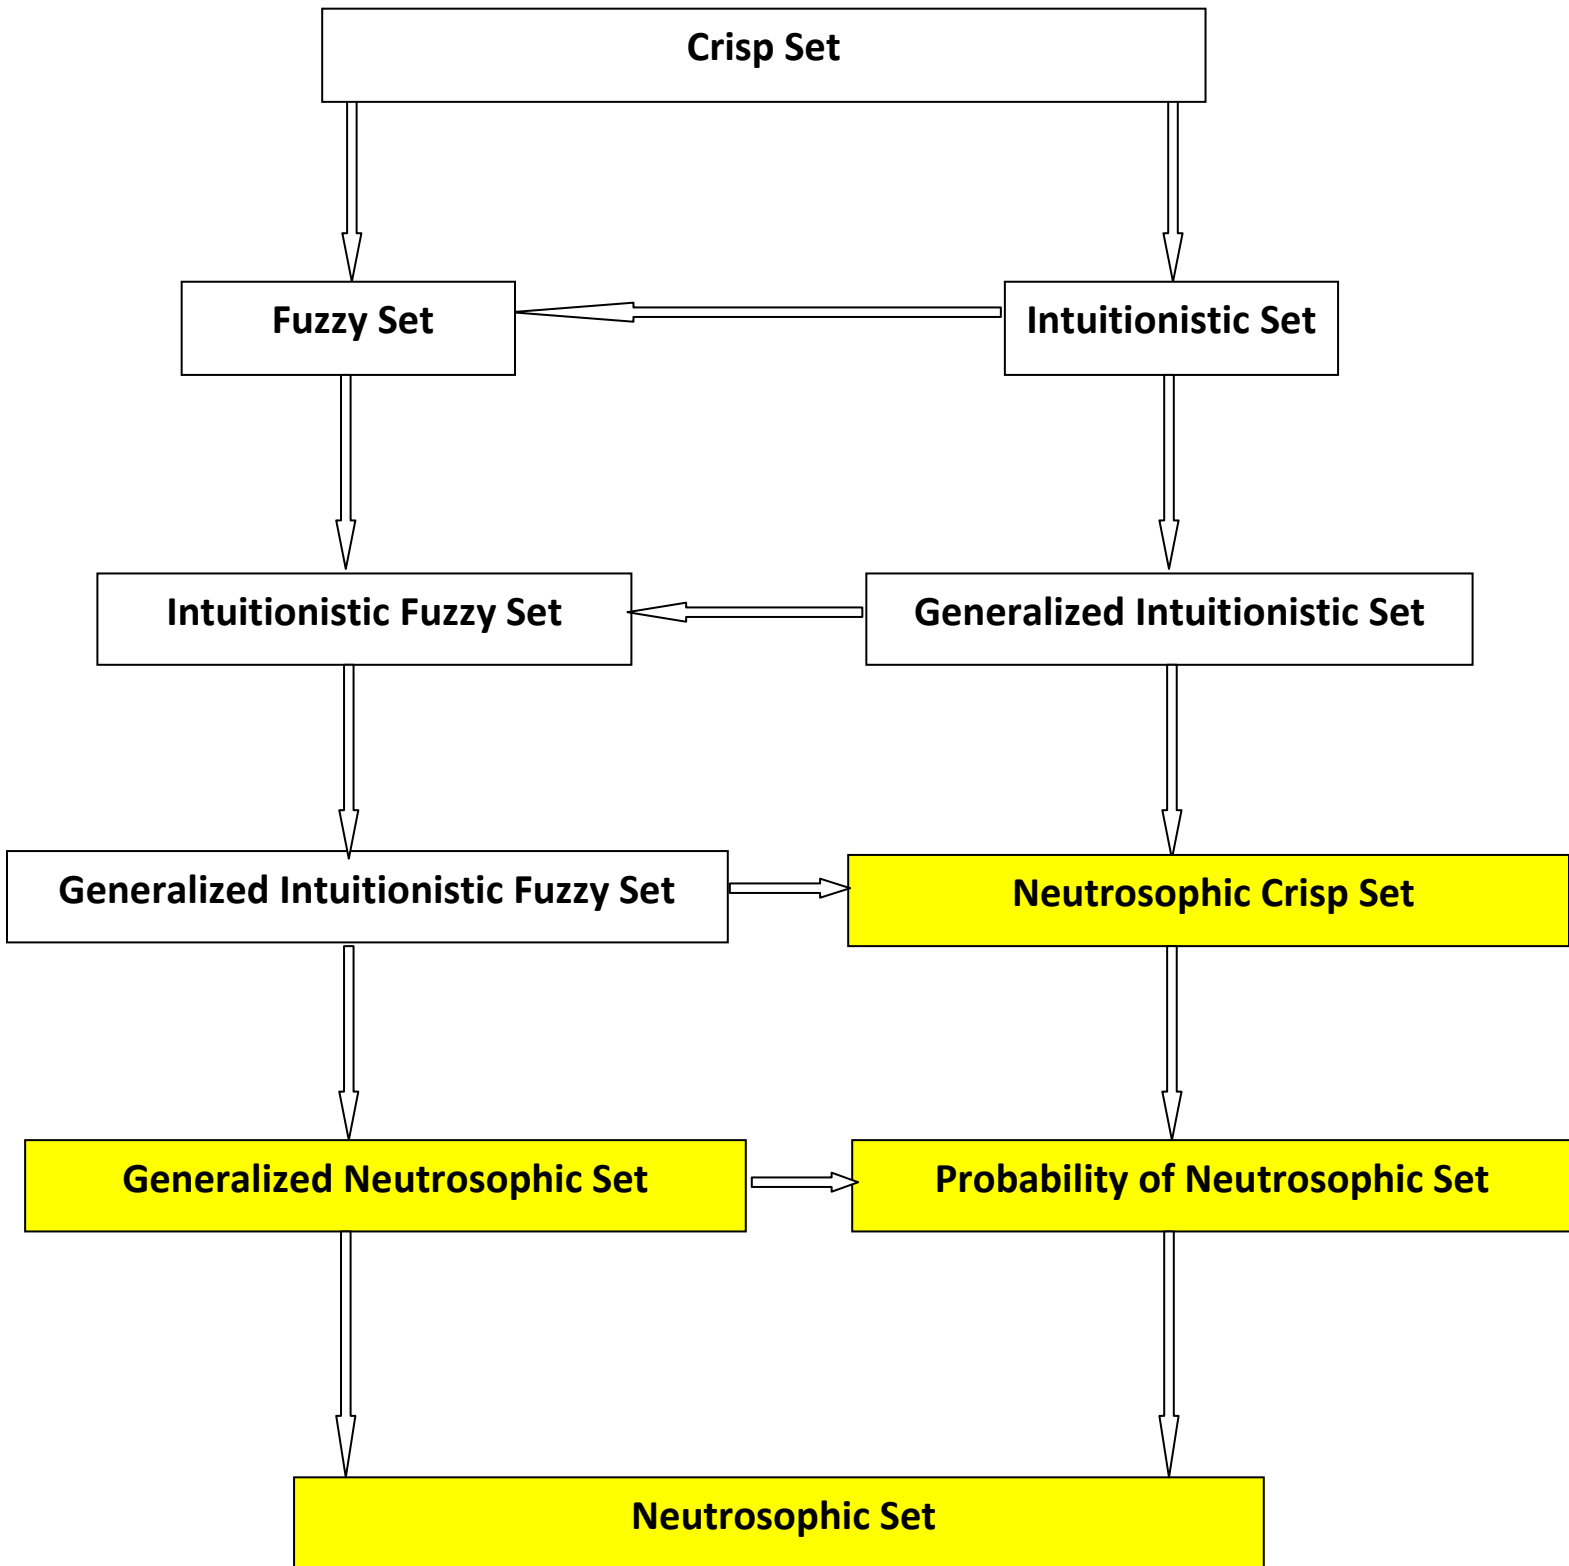 Crisp Set
Fuzzy Set
Intuitionistic Set
Intuitionistic Fuzzy Set
Generalized Intuitionistic Set
Generalized Intuitionistic Fuzzy Set
Neutrosophic Crisp Set
Generalized Neutrosophic Set
Probability of Neutrosophic Set
Neutrosophic Set